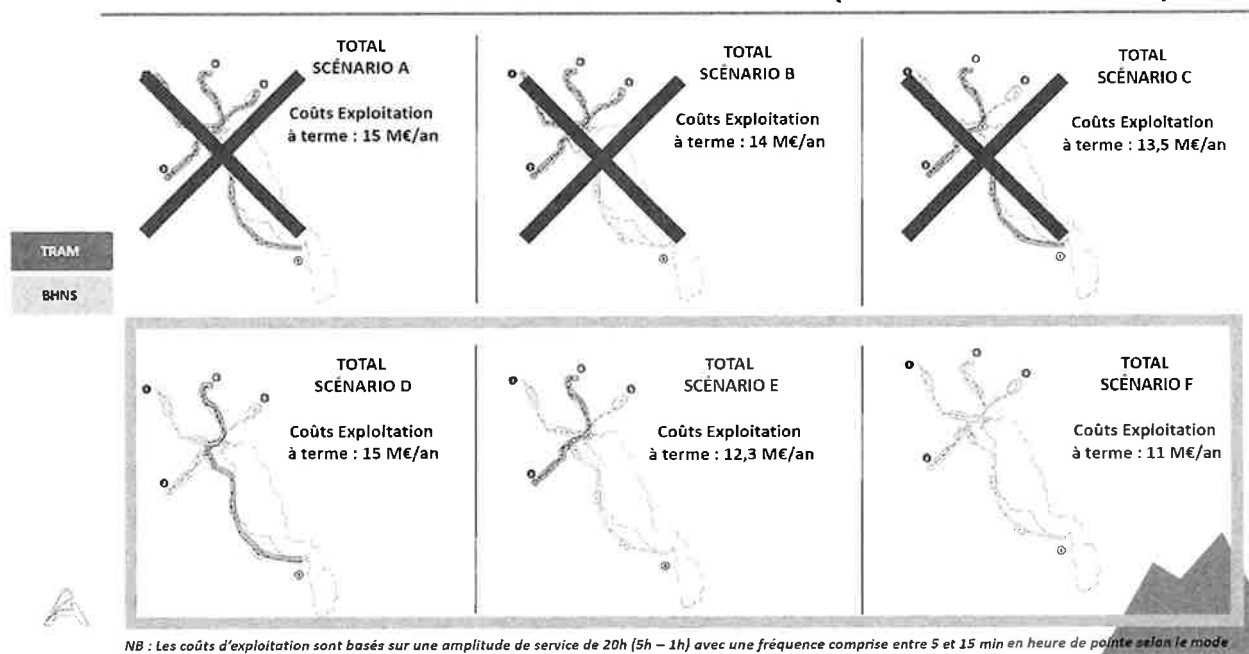 TOTAL
SCÉNARIO A
Coûts Exploitation
à terme : 15 M€/an
TOTAL
SCÉNARIO B
Coûts Exploitation
à terme : 14 M€/an
TOTAL
SCÉNARIO C
Coûts Exploitation
à terme : 13,5 M€/an
TRAM
BHNS
TOTAL
SCÉNARIO D
Coûts Exploitation
à terme : 15 M€/an
TOTAL
SCÉNARIO E
Coûts Exploitation
à terme : 12,3 M€/an
TOTAL
SCÉNARIO F
Coûts Exploitation
à terme : 11 M€/an
NB : Les coûts d'exploitation sont basés sur une amplitude de service de 20h (5h – 1h) avec une fréquence comprise entre 5 et 15 min en heure de pointe selon le mode